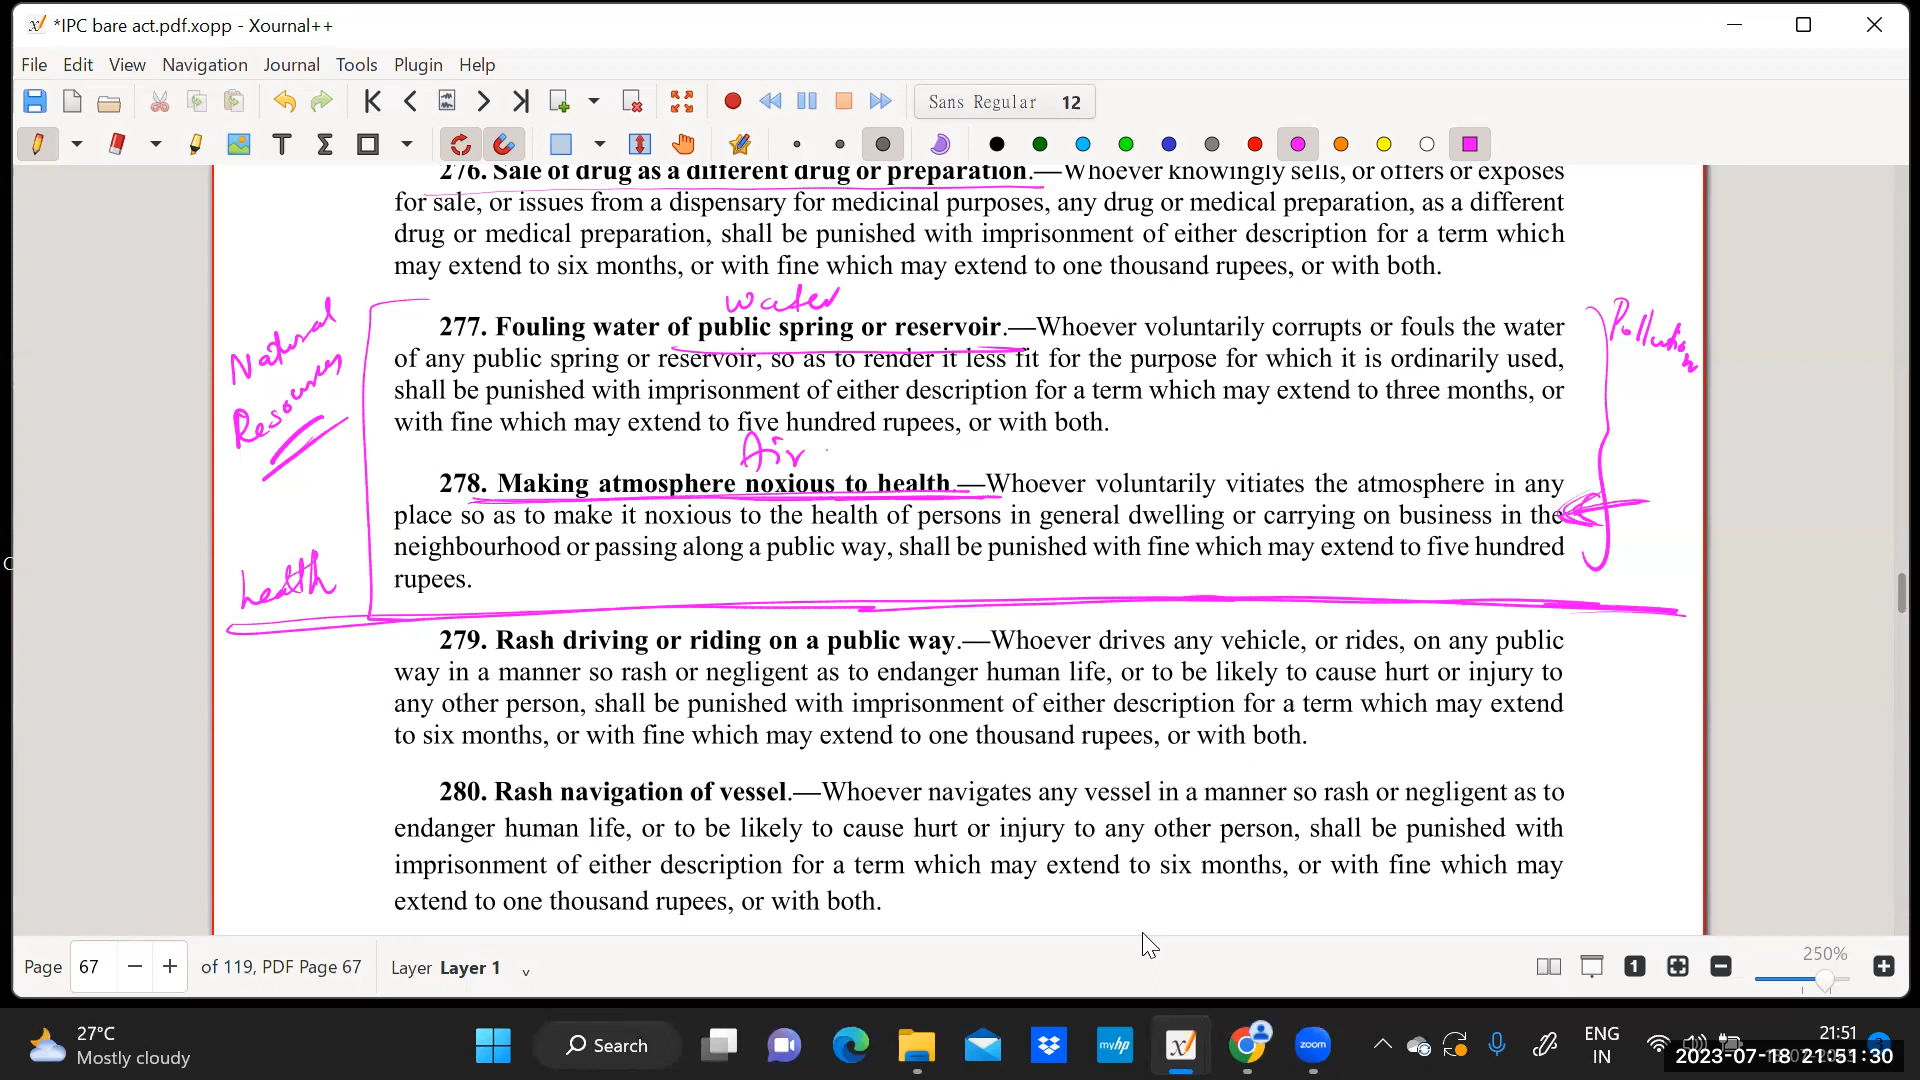 *IPC bare act.pdf.xopp - Xournal++
File Edit View Navigation Journal Tools Plugin Help
Sans Regular 12
276. Sale of drug as a different drug or preparation.—Whoever knowingly sells, or offers or exposes
for sale, or issues from a dispensary for medicinal purposes, any drug or medical preparation, as a different
drug or medical preparation, shall be punished with imprisonment of either description for a term which
may extend to six months, or with fine which may extend to one thousand rupees, or with both.
water
277. Fouling water of public spring or reservoir.—Whoever voluntarily corrupts or fouls the water
of any public spring or reservoir, so as to render it less fit for the purpose for which it is ordinarily used,
shall be punished with imprisonment of either description for a term which may extend to three months, or
with fine which may extend to five hundred rupees, or with both.
Natural
Resources
Pollution
Air
278. Making atmosphere noxious to health.—Whoever voluntarily vitiates the atmosphere in any
place so as to make it noxious to the health of persons in general dwelling or carrying on business in the
neighbourhood or passing along a public way, shall be punished with fine which may extend to five hundred
rupees.
health
279. Rash driving or riding on a public way.—Whoever drives any vehicle, or rides, on any public
way in a manner so rash or negligent as to endanger human life, or to be likely to cause hurt or injury to
any other person, shall be punished with imprisonment of either description for a term which may extend
to six months, or with fine which may extend to one thousand rupees, or with both.
280. Rash navigation of vessel.—Whoever navigates any vessel in a manner so rash or negligent as to
endanger human life, or to be likely to cause hurt or injury to any other person, shall be punished with
imprisonment of either description for a term which may extend to six months, or with fine which may
extend to one thousand rupees, or with both.
Page 67 of 119, PDF Page 67 Layer Layer 1
250%
27°C
Mostly cloudy
Search
myhp
zoom
ENG
IN
21:51
2023-07-18 21:51:30